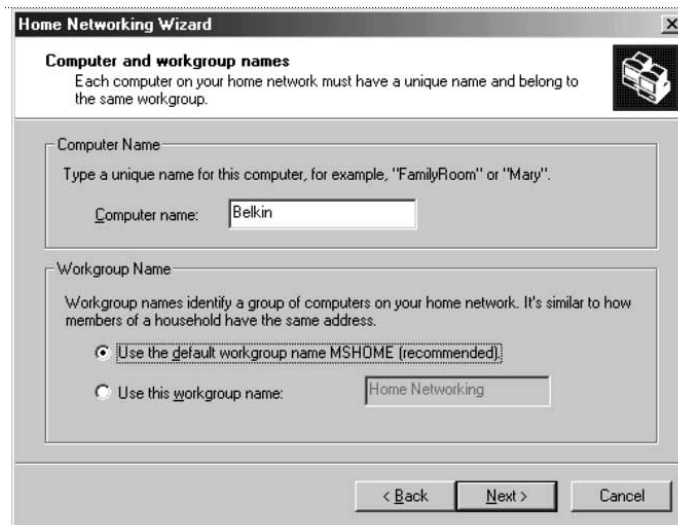 Home Networking Wizard
Computer and workgroup names
Each computer on your home network must have a unique name and belong to
the same workgroup.
Computer Name
Type a unique name for this computer, for example, "FamilyRoom" or "Mary".
Computer name: Belkin
Workgroup Name
Workgroup names identify a group of computers on your home network. It's similar to how
members of a household have the same address.
Use the default workgroup name MSHOME (recommended).
Use this workgroup name: Home Networking
< Back Next > Cancel